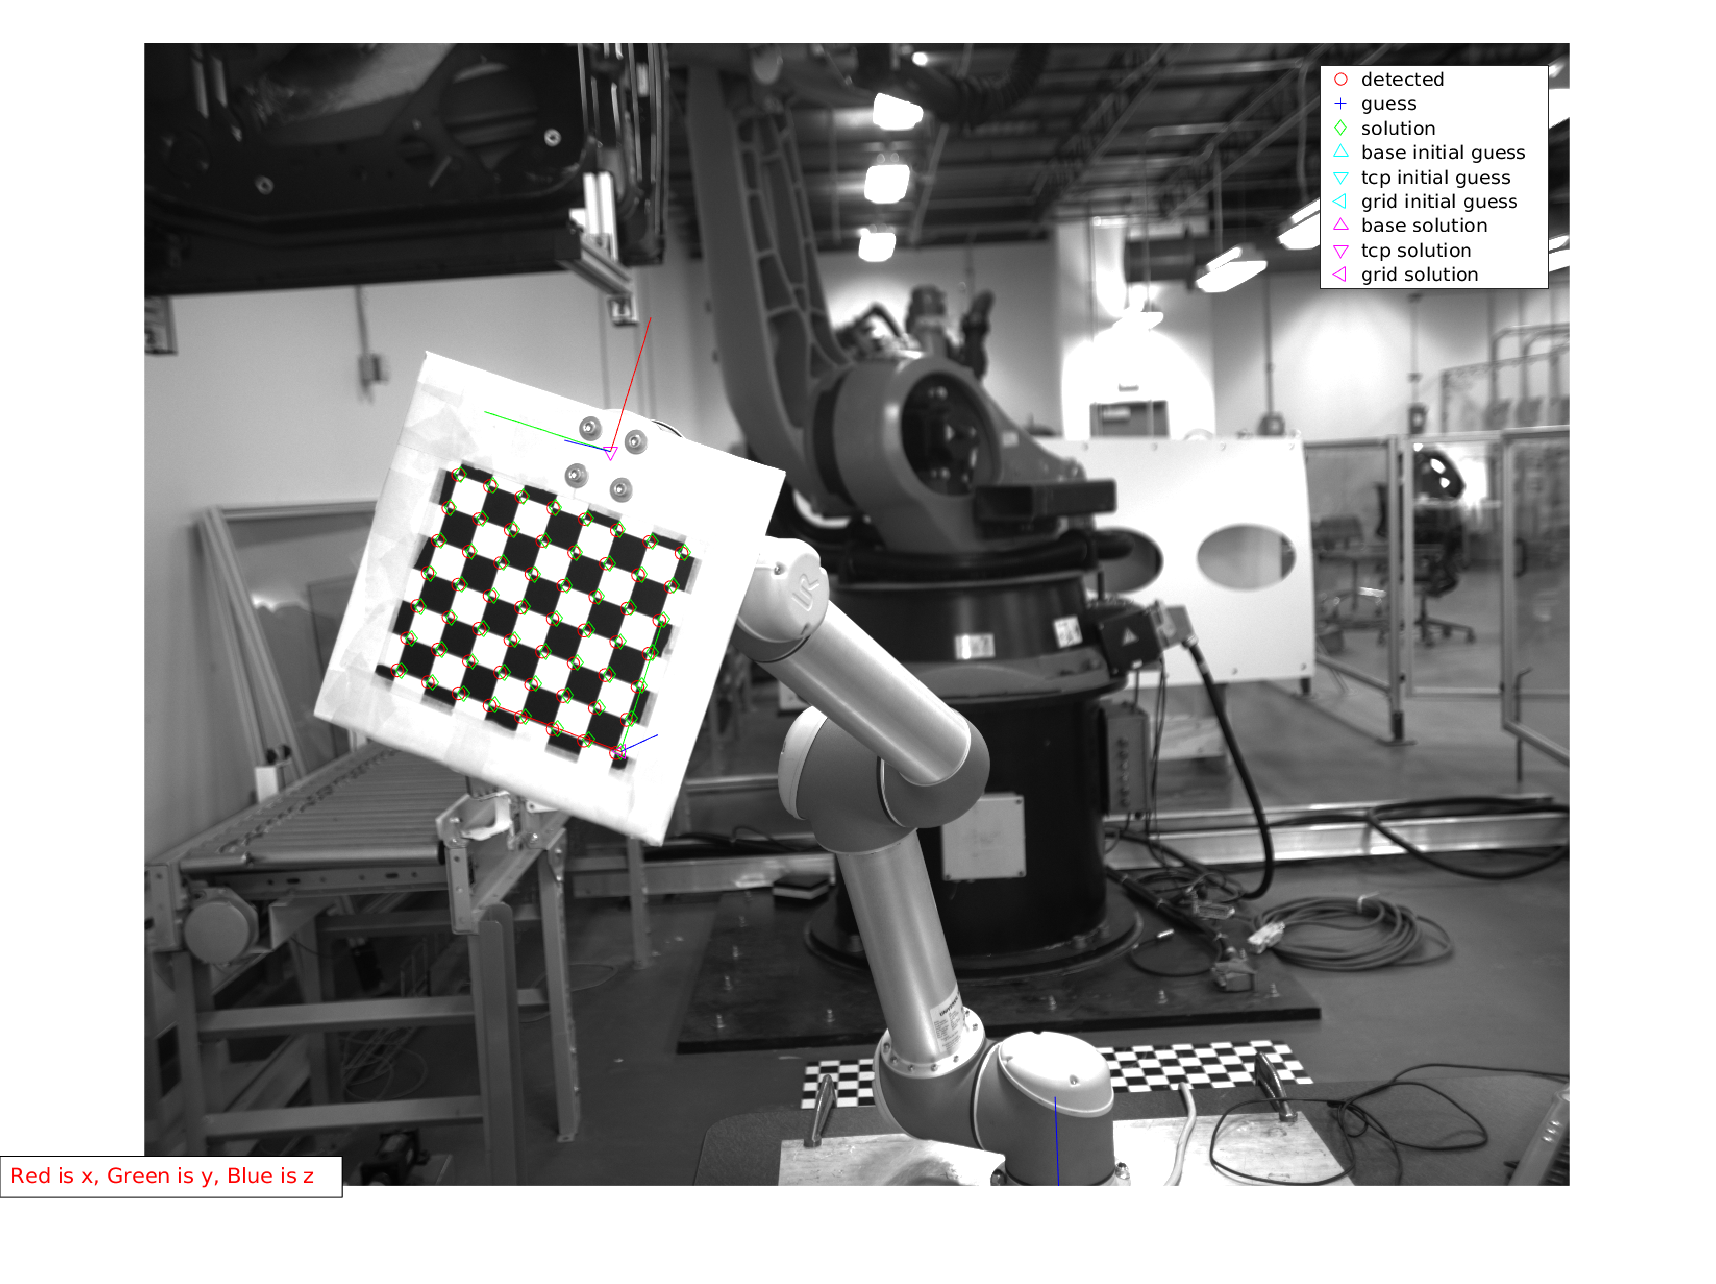 detected
guess
solution
base initial guess
tcp initial guess
grid initial guess
base solution
tcp solution
grid solution
UR
Red is x, Green is y, Blue is z